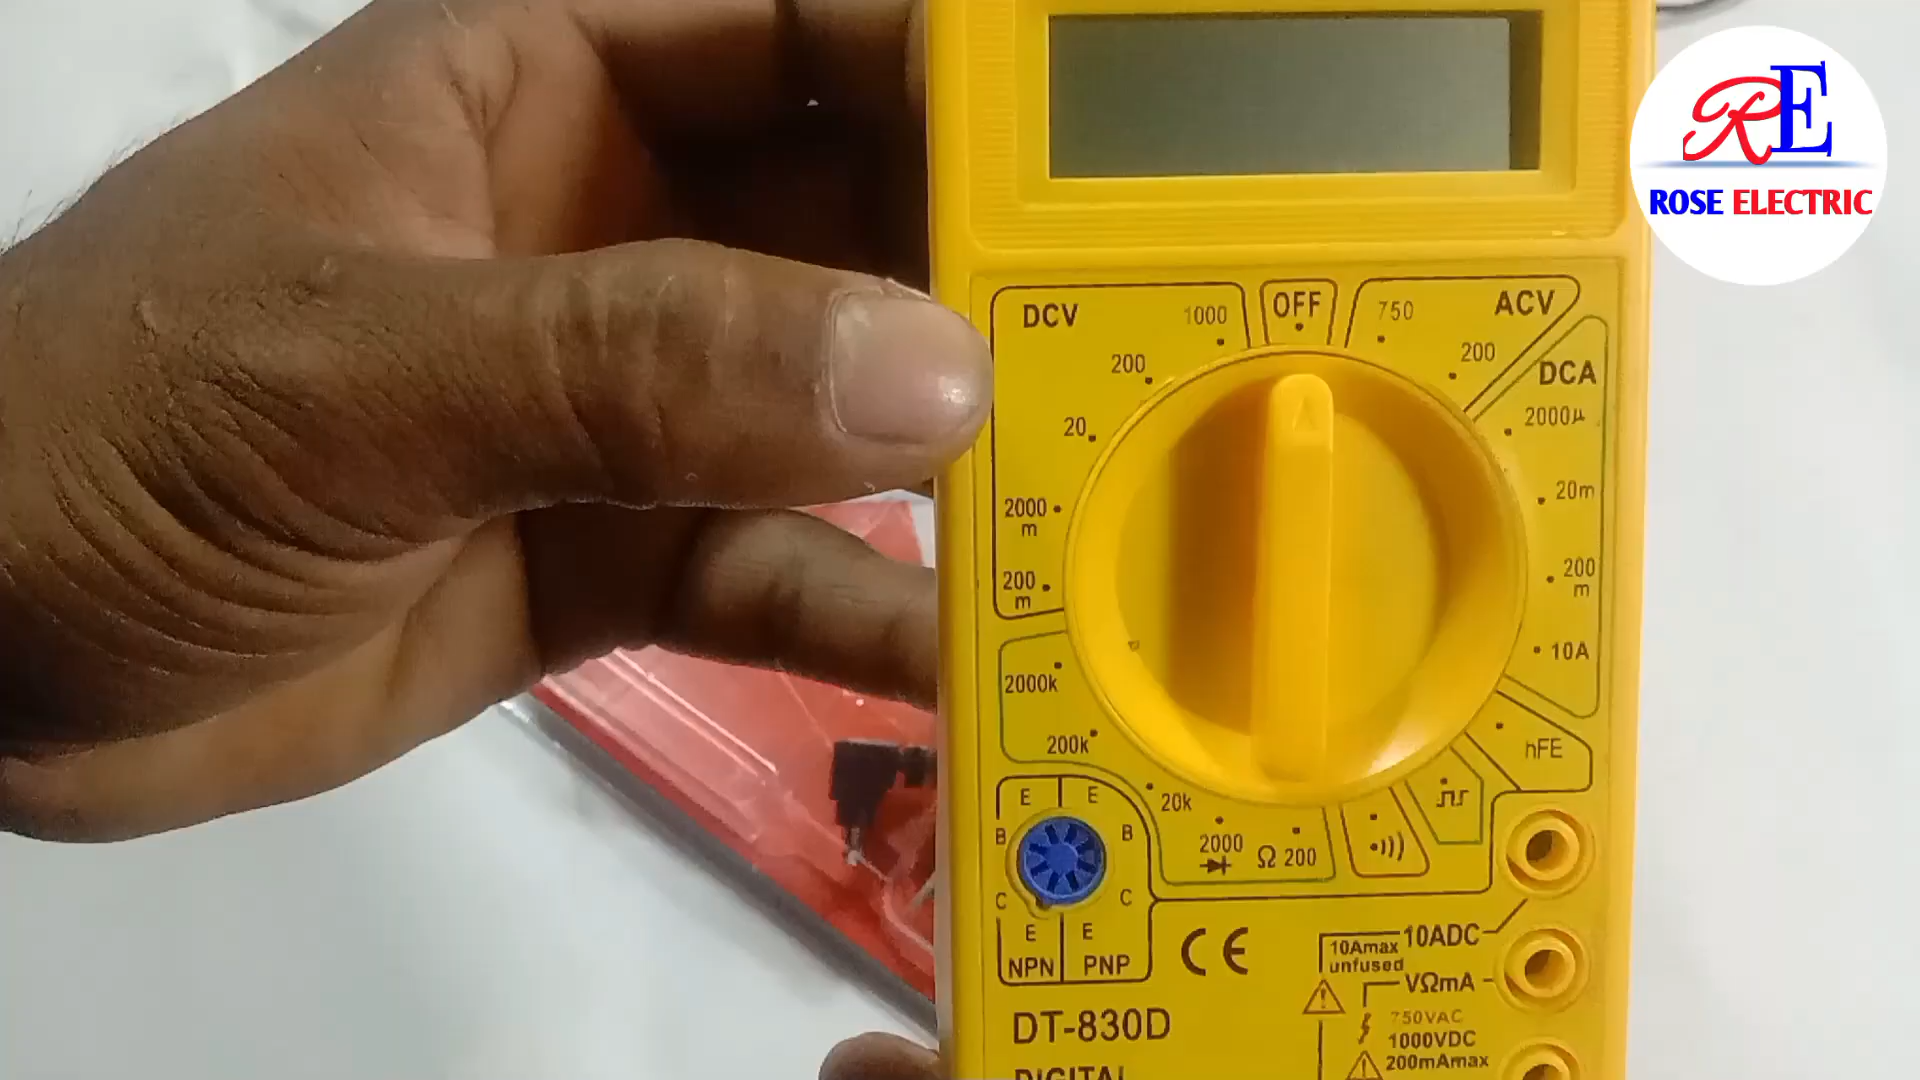 RE
ROSE ELECTRIC
DCV
1000
OFF
750
ACV
200
200
DCA
20
2000µ
2000
m
20m
200
m
200
m
2000k
10A
200k
hFE
20k
2000
Ω 200
E E
B B
C C
E E
NPN PNP
CE
10Amax
unfused
10ADC
VΩmA
750VAC
1000VDC
200mAmax
DT-830D
DIGITAL